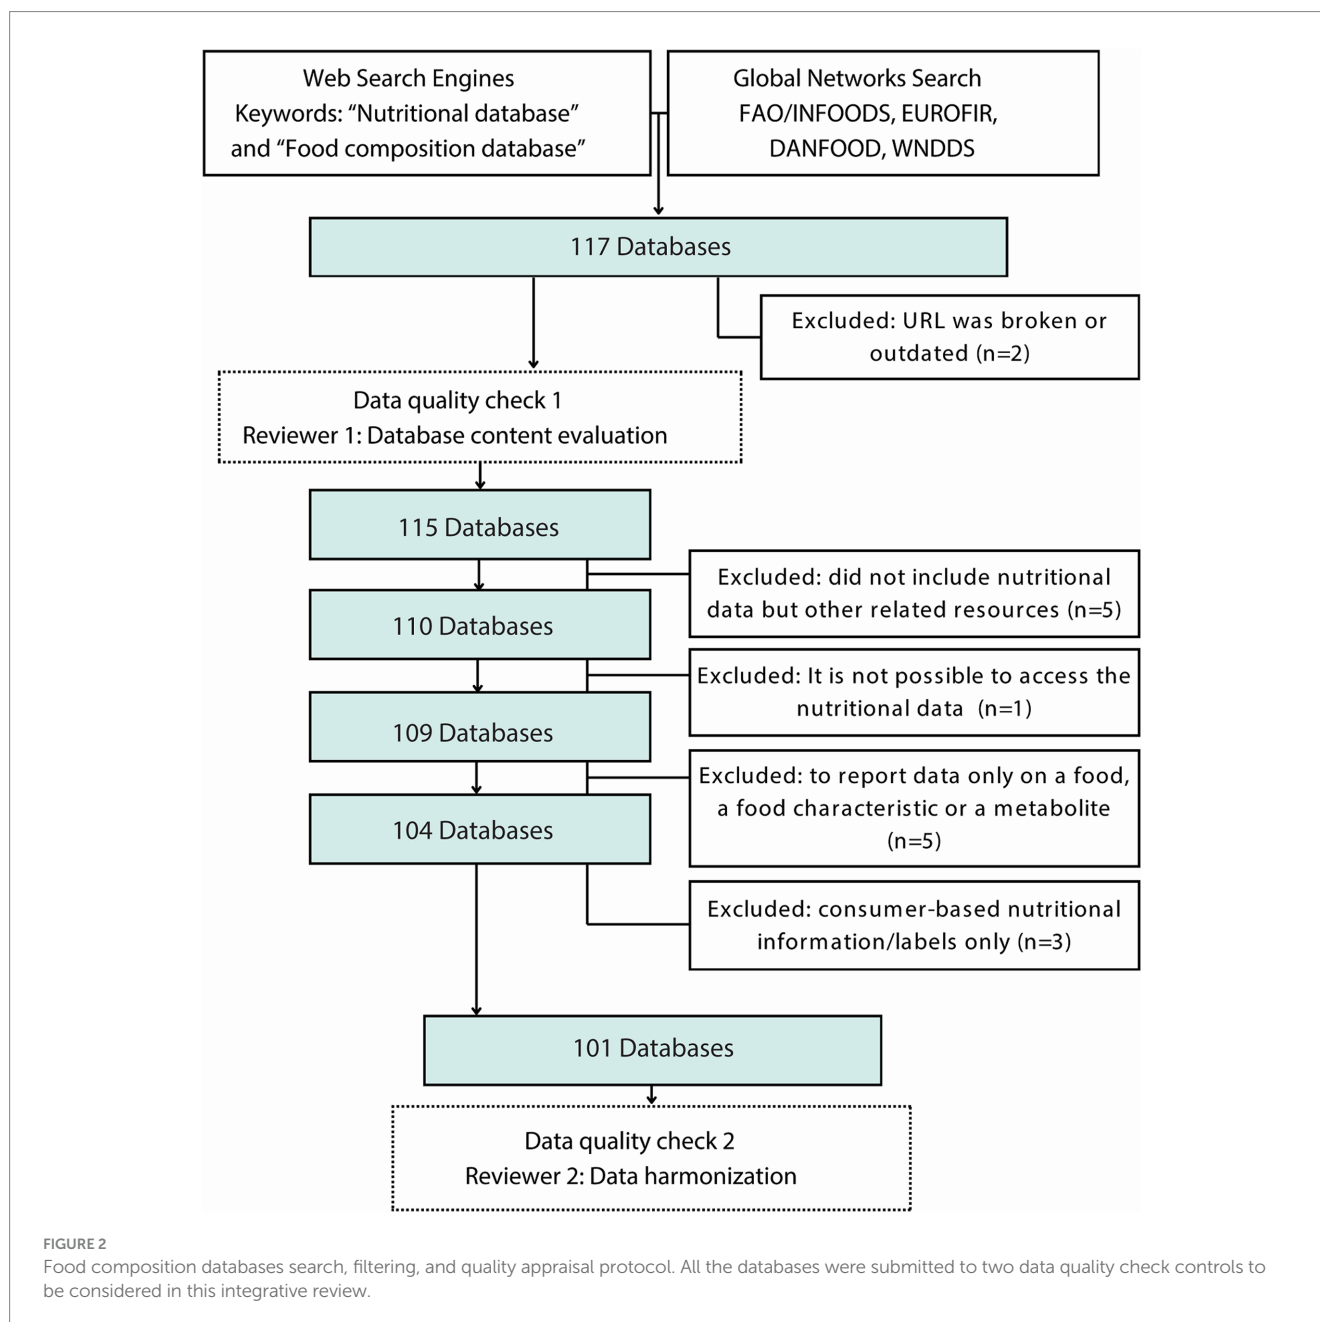 Web Search Engines
Keywords: “Nutritional database”
and “Food composition database”
Global Networks Search
FAO/INFOODS, EUROFIR,
DANFOOD, WNDDS
117 Databases
Excluded: URL was broken or
outdated (n=2)
Data quality check 1
Reviewer 1: Database content evaluation
115 Databases
Excluded: did not include nutritional
data but other related resources (n=5)
110 Databases
Excluded: It is not possible to access the
nutritional data (n=1)
109 Databases
Excluded: to report data only on a food,
a food characteristic or a metabolite
(n=5)
104 Databases
Excluded: consumer-based nutritional
information/labels only (n=3)
101 Databases
Data quality check 2
Reviewer 2: Data harmonization
FIGURE 2
Food composition databases search, filtering, and quality appraisal protocol. All the databases were submitted to two data quality check controls to
be considered in this integrative review.